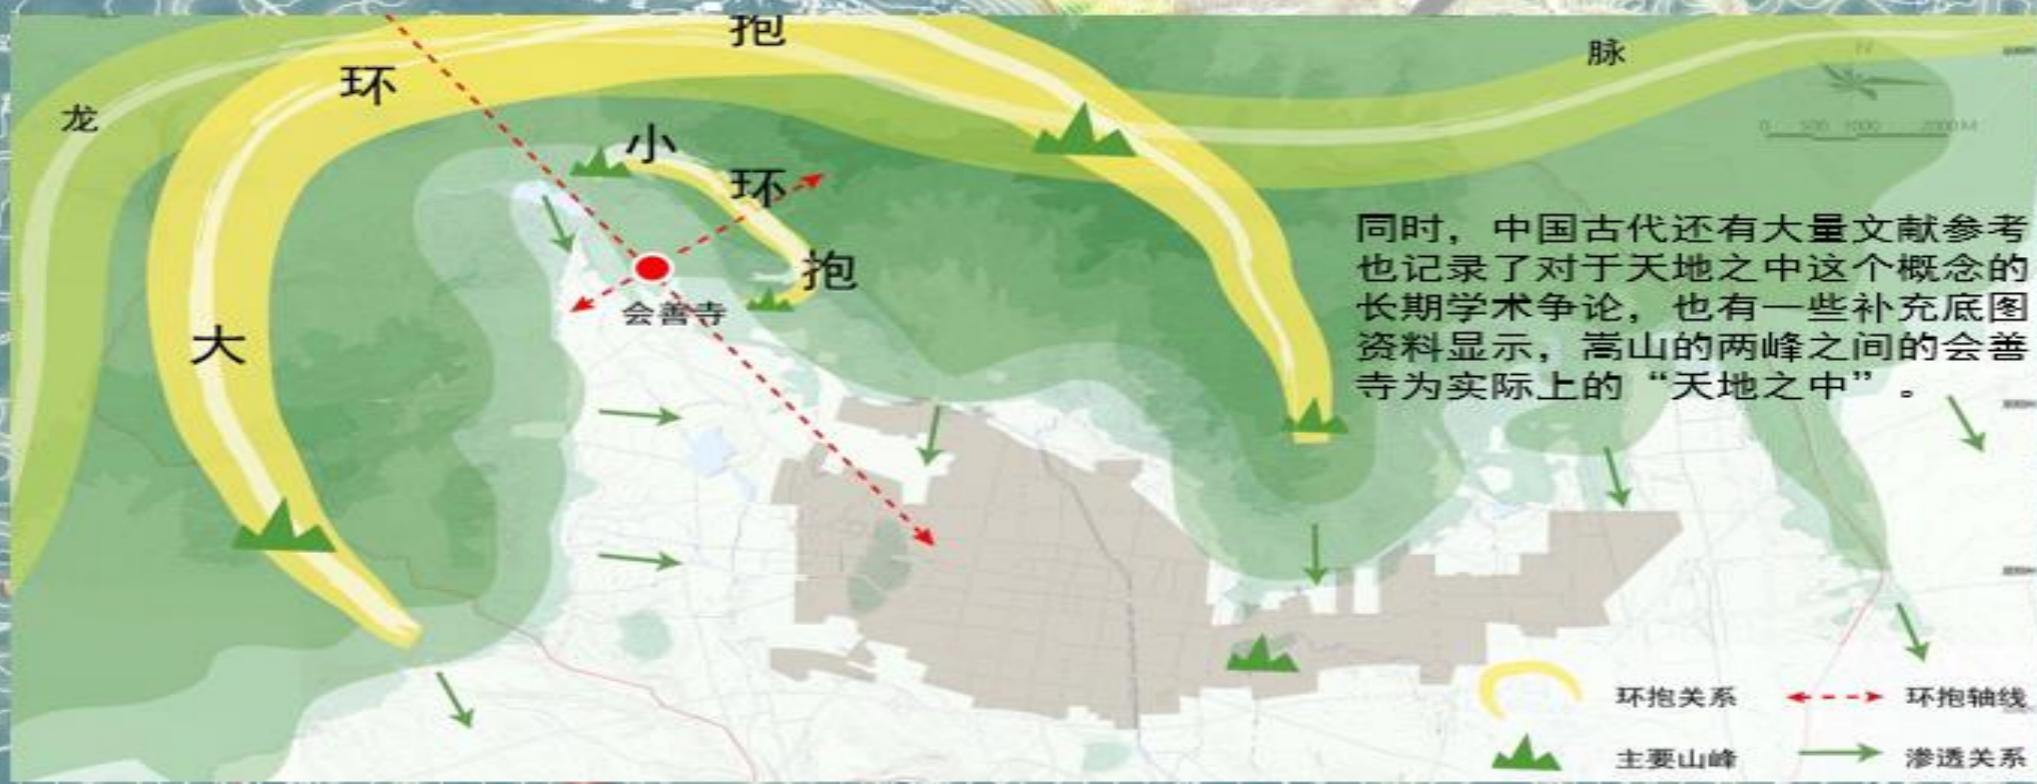 抱
脉
环
龙
小
环
抱
大
会善寺
同时，中国古代还有大量文献参考
也记录了对于天地之中这个概念的
长期学术争论，也有一些补充底图
资料显示，嵩山的两峰之间的会善
寺为实际上的“天地之中”。
0 500 1000 2000M
环抱关系
环抱轴线
主要山峰
渗透关系